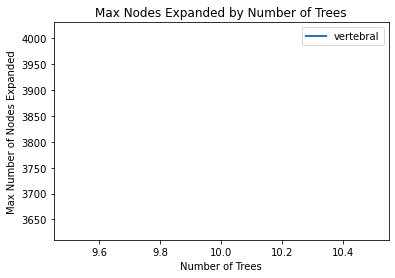 Max Nodes Expanded by Number of Trees
vertebral
Max Number of Nodes Expanded
4000
3950
3900
3850
3800
3750
3700
3650
9.6 9.8 10.0 10.2 10.4
Number of Trees